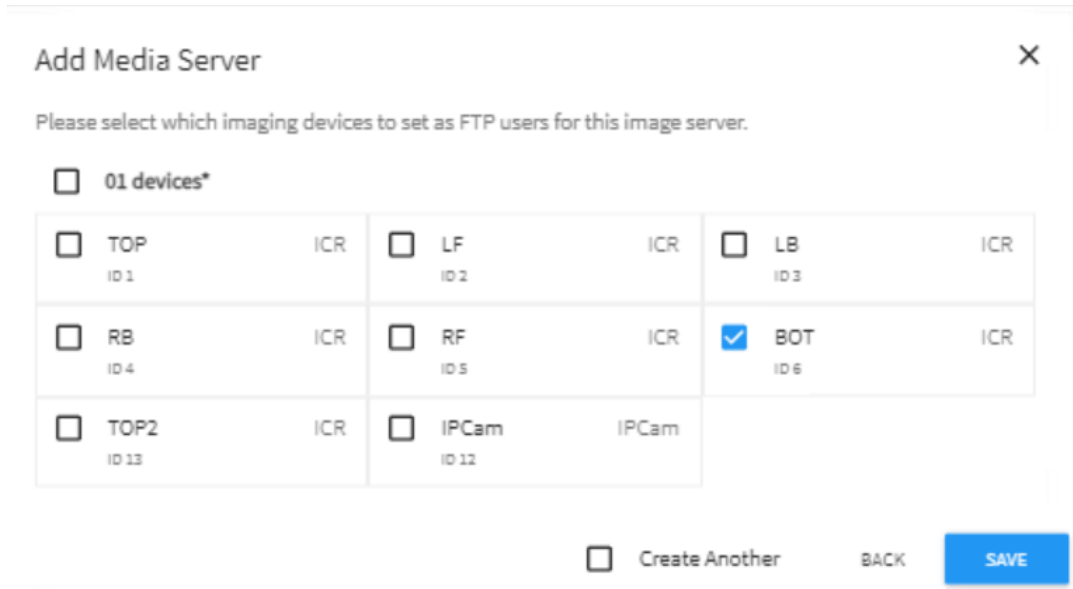 Add Media Server
Please select which imaging devices to set as FTP users for this image server.
01 devices*
TOP ICR LF ICR LB ICR
ID 1 ID 2 ID 3
RB ICR RF ICR BOT ICR
ID 4 ID 5 ID 6
TOP2 ICR IPCam IPCam
ID 13 ID 12
Create Another BACK SAVE